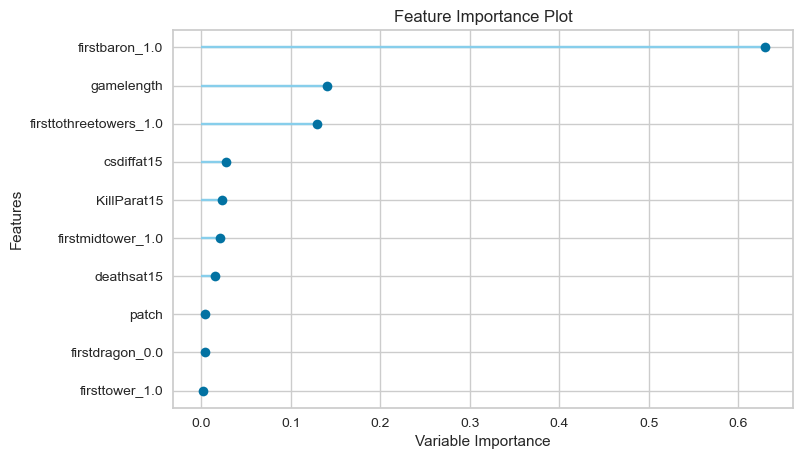 Feature Importance Plot
Features
firstbaron_1.0
gamelength
firsttothreetowers_1.0
csdiffat15
KillParat15
firstmidtower_1.0
deathsat15
patch
firstdragon_0.0
firsttower_1.0
0.0 0.1 0.2 0.3 0.4 0.5 0.6
Variable Importance